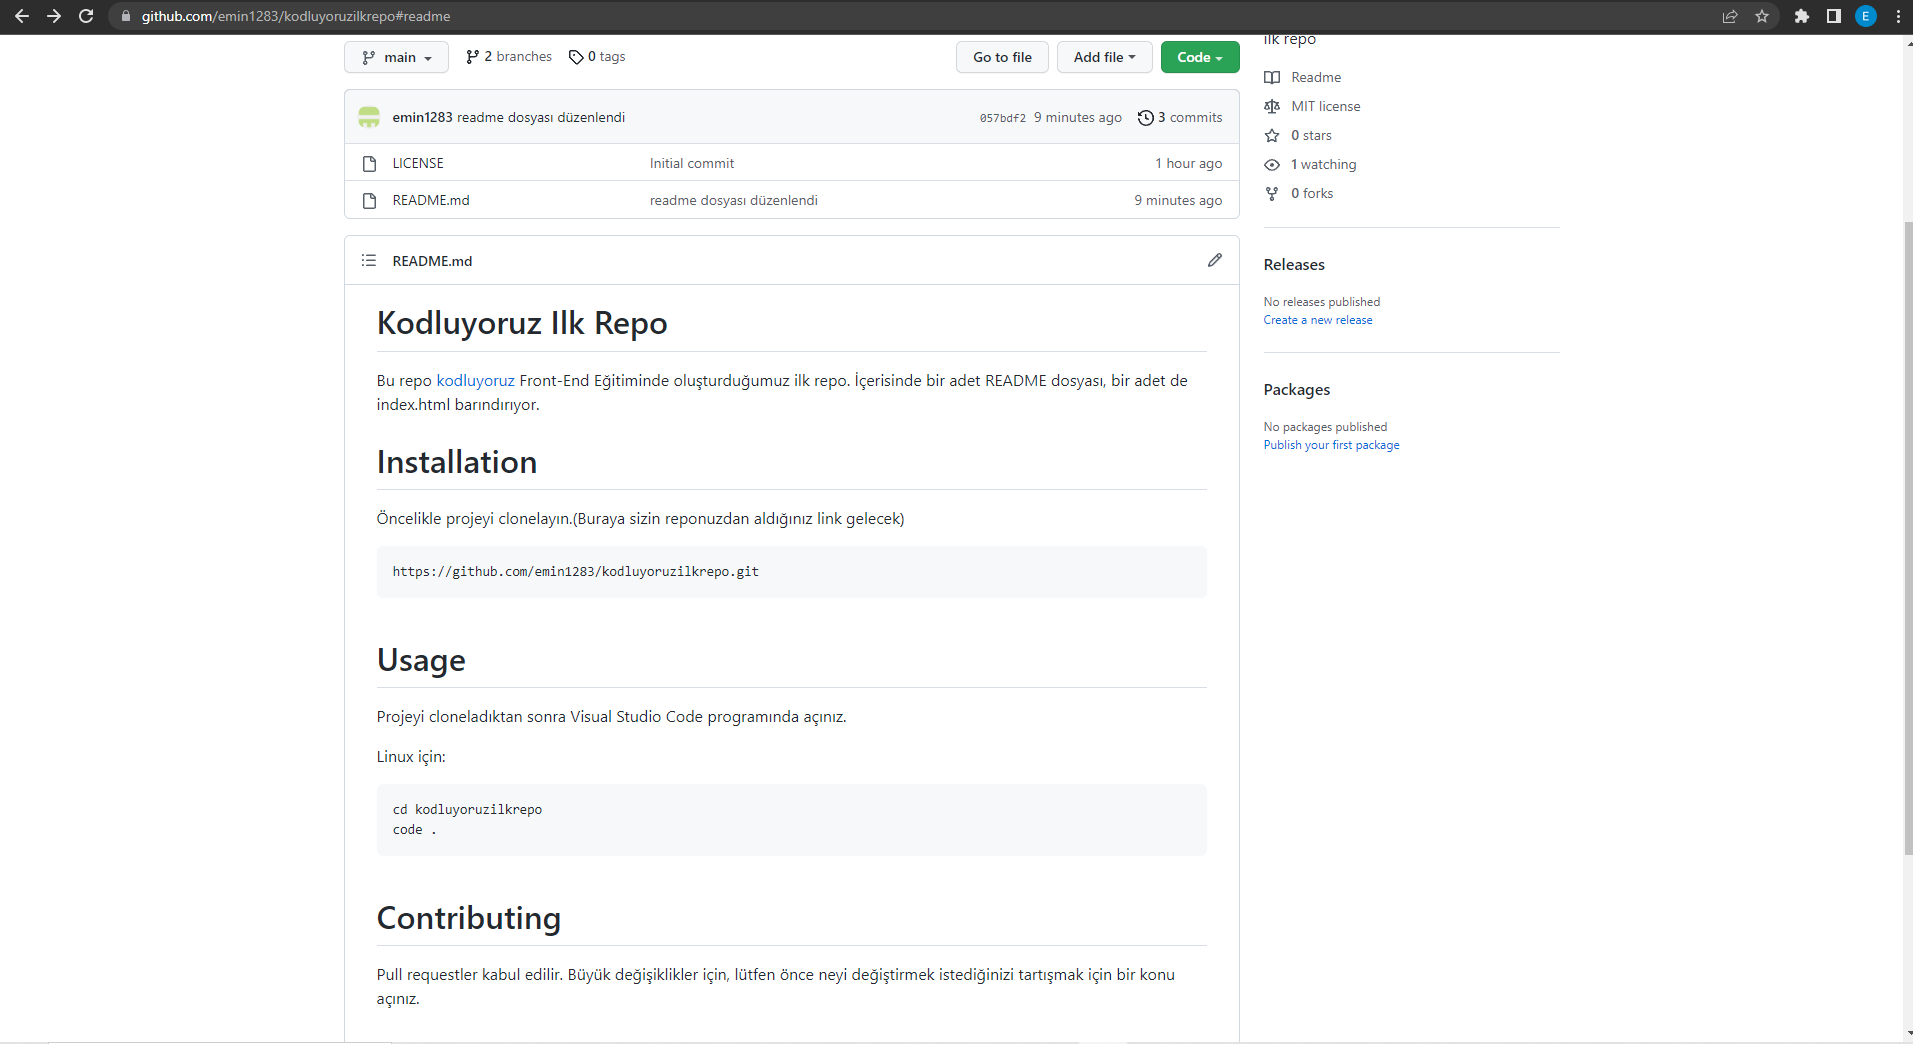 github.com/emin1283/kodluyoruzilkrepo#readme
E
main
2 branches
0 tags
Go to file
Add file
Code
ilk repo
emin1283 readme dosyası düzenlendi
057bdf2 9 minutes ago
3 commits
LICENSE
Initial commit
1 hour ago
README.md
readme dosyası düzenlendi
9 minutes ago
Readme
MIT license
0 stars
1 watching
0 forks
Releases
No releases published
Create a new release
Packages
No packages published
Publish your first package
README.md
Kodluyoruz Ilk Repo
Bu repo kodluyoruz Front-End Eğitiminde oluşturduğumuz ilk repo. İçerisinde bir adet README dosyası, bir adet de
index.html barındırıyor.
Installation
Öncelikle projeyi clonelayın.(Buraya sizin reponuzdan aldığınız link gelecek)
https://github.com/emin1283/kodluyoruzilkrepo.git
Usage
Projeyi cloneladıktan sonra Visual Studio Code programında açınız.
Linux için:
cd kodluyoruzilkrepo
code .
Contributing
Pull requestler kabul edilir. Büyük değişiklikler için, lütfen önce neyi değiştirmek istediğinizi tartışmak için bir konu
açınız.